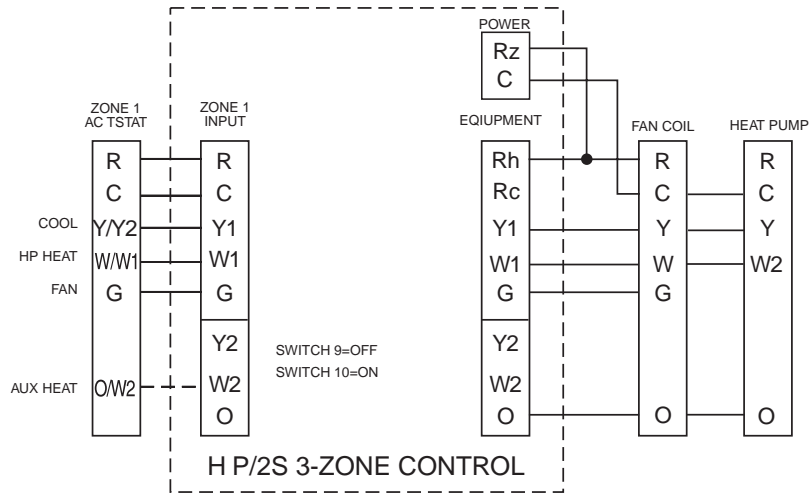 POWER
Rz
C
ZONE 1
AC TSTAT
ZONE 1
INPUT
EQIUPMENT
FAN COIL
HEAT PUMP
R
R
Rh
R
R
C
C
Rc
C
C
COOL
Y/Y2
Y1
Y1
Y
Y
HP HEAT
W/W1
W1
W1
W
W2
FAN
G
G
G
G
Y2
Y2
SWITCH 9=OFF
SWITCH 10=ON
AUX HEAT
O/W2
W2
W2
O
O
O
O
H P/2S 3-ZONE CONTROL